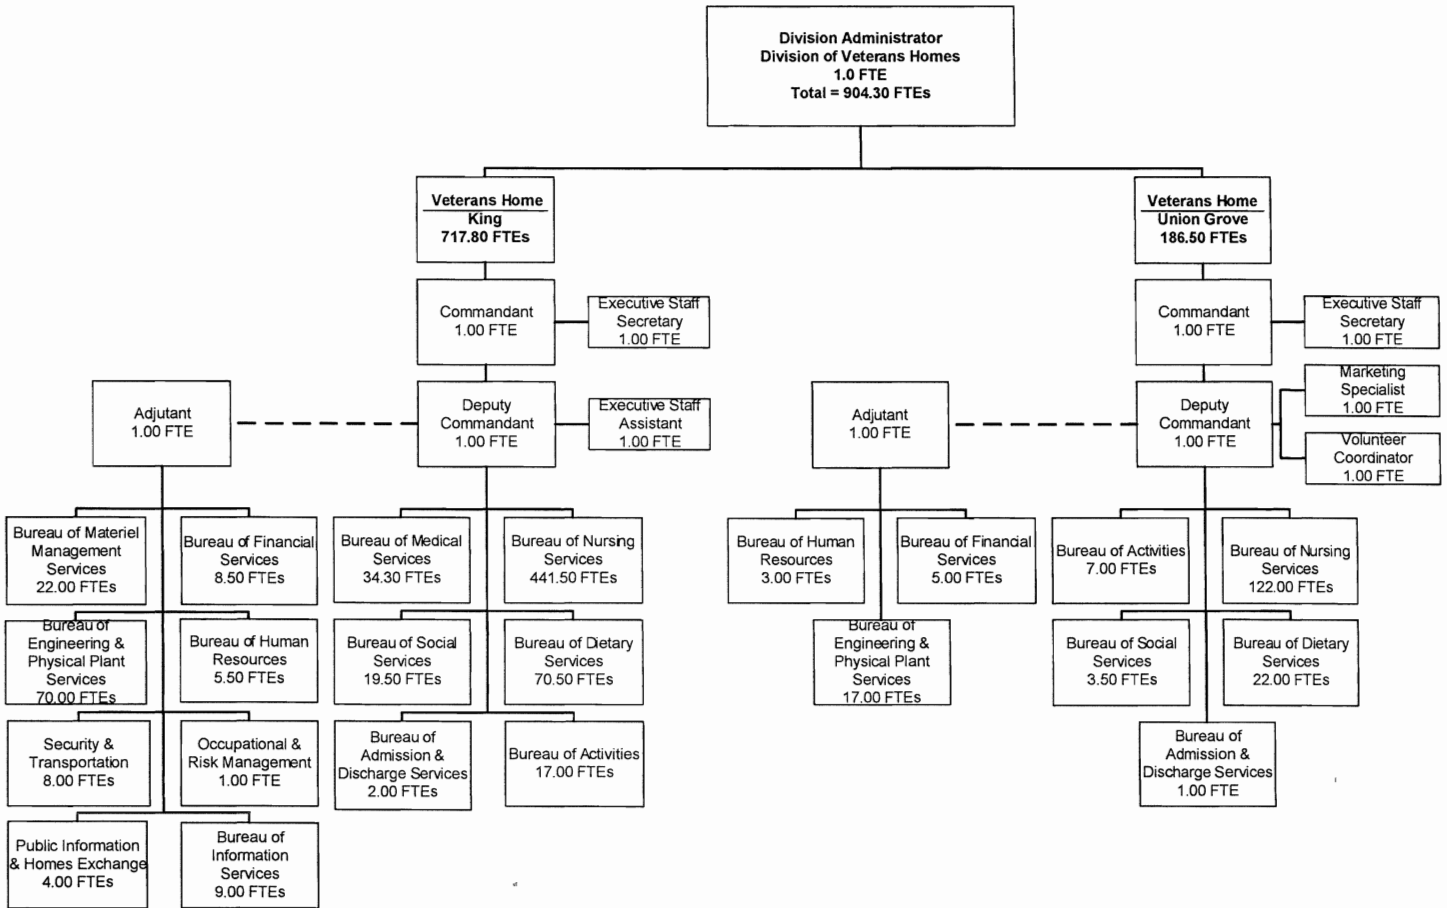 Division Administrator
Division of Veterans Homes
1.0 FTE
Total = 904.30 FTEs
Veterans Home
King
717.80 FTEs
Veterans Home
Union Grove
186.50 FTEs
Commandant
1.00 FTE
Executive Staff
Secretary
1.00 FTE
Commandant
1.00 FTE
Executive Staff
Secretary
1.00 FTE
Adjutant
1.00 FTE
Deputy
Commandant
1.00 FTE
Executive Staff
Assistant
1.00 FTE
Adjutant
1.00 FTE
Deputy
Commandant
1.00 FTE
Marketing
Specialist
1.00 FTE
Volunteer
Coordinator
1.00 FTE
Bureau of Materiel
Management
Services
22.00 FTEs
Bureau of Financial
Services
8.50 FTEs
Bureau of Medical
Services
34.30 FTEs
Bureau of Nursing
Services
441.50 FTEs
Bureau of Human
Resources
3.00 FTEs
Bureau of Financial
Services
5.00 FTEs
Bureau of Activities
7.00 FTEs
Bureau of Nursing
Services
122.00 FTEs
Bureau of
Engineering &
Physical Plant
Services
70.00 FTEs
Bureau of Human
Resources
5.50 FTEs
Bureau of Social
Services
19.50 FTEs
Bureau of Dietary
Services
70.50 FTEs
Bureau of
Engineering &
Physical Plant
Services
17.00 FTEs
Bureau of Social
Services
3.50 FTEs
Bureau of Dietary
Services
22.00 FTEs
Security &
Transportation
8.00 FTEs
Occupational &
Risk Management
1.00 FTE
Bureau of
Admission &
Discharge Services
2.00 FTEs
Bureau of Activities
17.00 FTEs
Bureau of
Admission &
Discharge Services
1.00 FTE
Public Information
& Homes Exchange
4.00 FTEs
Bureau of
Information
Services
9.00 FTEs